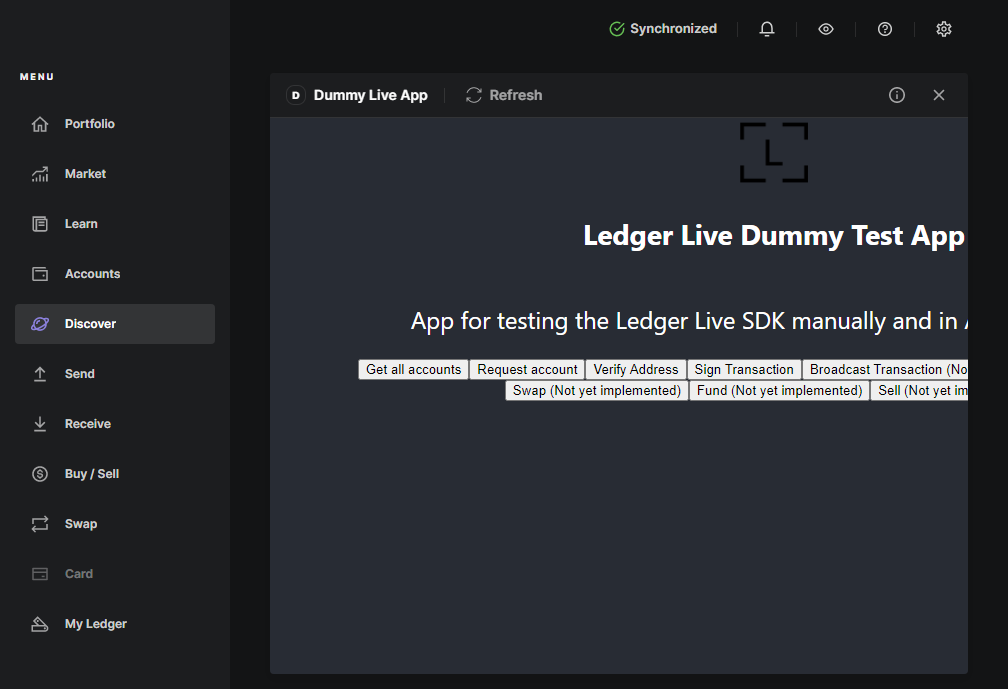 Synchronized
MENU
Portfolio
Market
Learn
Accounts
Discover
Send
Receive
Buy / Sell
Swap
Card
My Ledger
D Dummy Live App Refresh
L
Ledger Live Dummy Test App
App for testing the Ledger Live SDK manually and in
Get all accounts Request account Verify Address Sign Transaction Broadcast Transaction (No
Swap (Not yet implemented) Fund (Not yet implemented) Sell (Not yet im